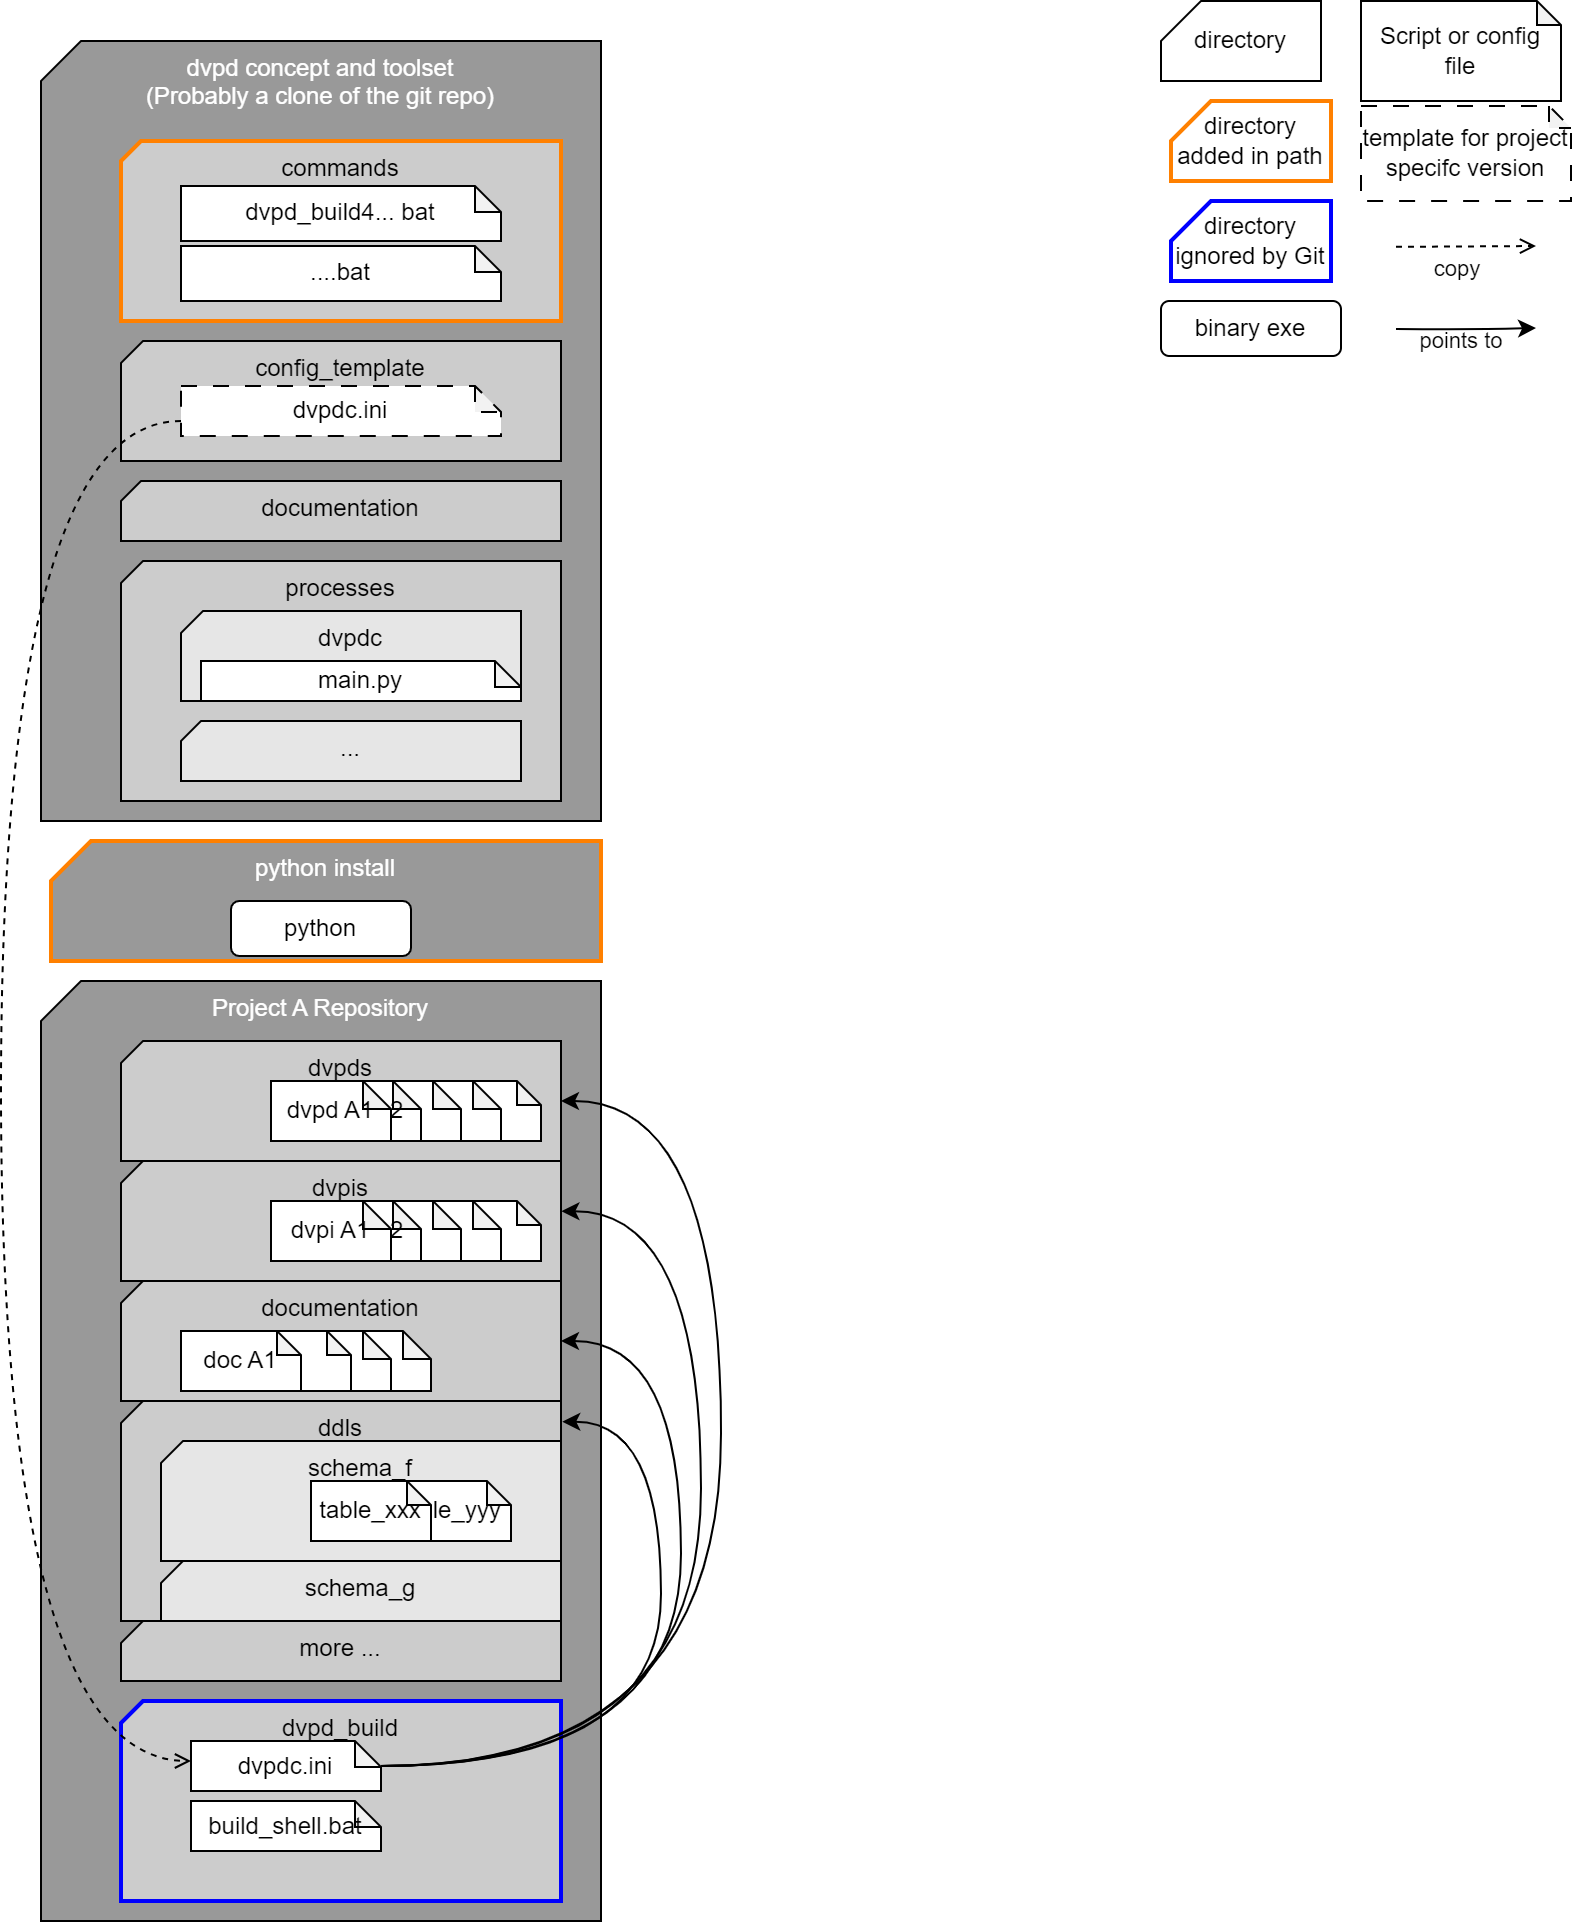 dvpd concept and toolset
(Probably a clone of the git repo)
commands
dvpd_build4... bat
....bat
config_template
dvpdc.ini
documentation
processes
dvpdc
main.py
...
python install
python
Project A Repository
dvpds
dvpd A1 2
dvpis
dvpi A1 2
documentation
doc A1
ddls
schema_f
table_xxx le_yyy
schema_g
more ...
dvpd_build
dvpdc.ini
build_shell.bat
directory
Script or config
file
directory
added in path
template for project
specifc version
directory
ignored by Git
copy
binary exe
points to